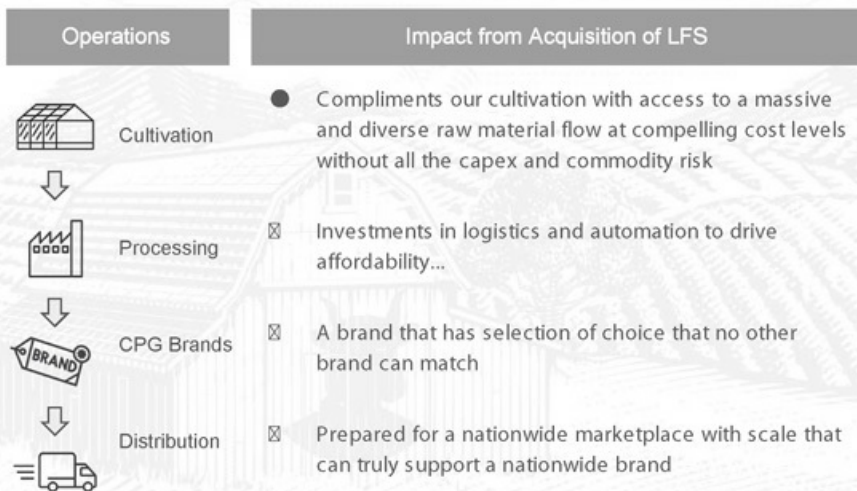 Operations
Impact from Acquisition of LFS
Cultivation
● Compliments our cultivation with access to a massive
and diverse raw material flow at compelling cost levels
without all the capex and commodity risk
Processing
Investments in logistics and automation to drive
affordability...
BRAND
CPG Brands
A brand that has selection of choice that no other
brand can match
Distribution
Prepared for a nationwide marketplace with scale that
can truly support a nationwide brand